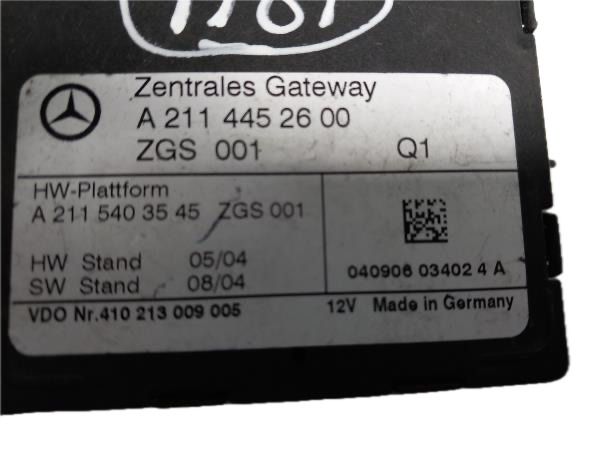 Zentrales Gateway
A 211 445 26 00
ZGS 001 Q1
HW-Plattform
A 211 540 35 45 ZGS 001
HW Stand 05/04
SW Stand 08/04
040906 03402 4 A
VDO Nr.410 213 009 005 12V Made in Germany